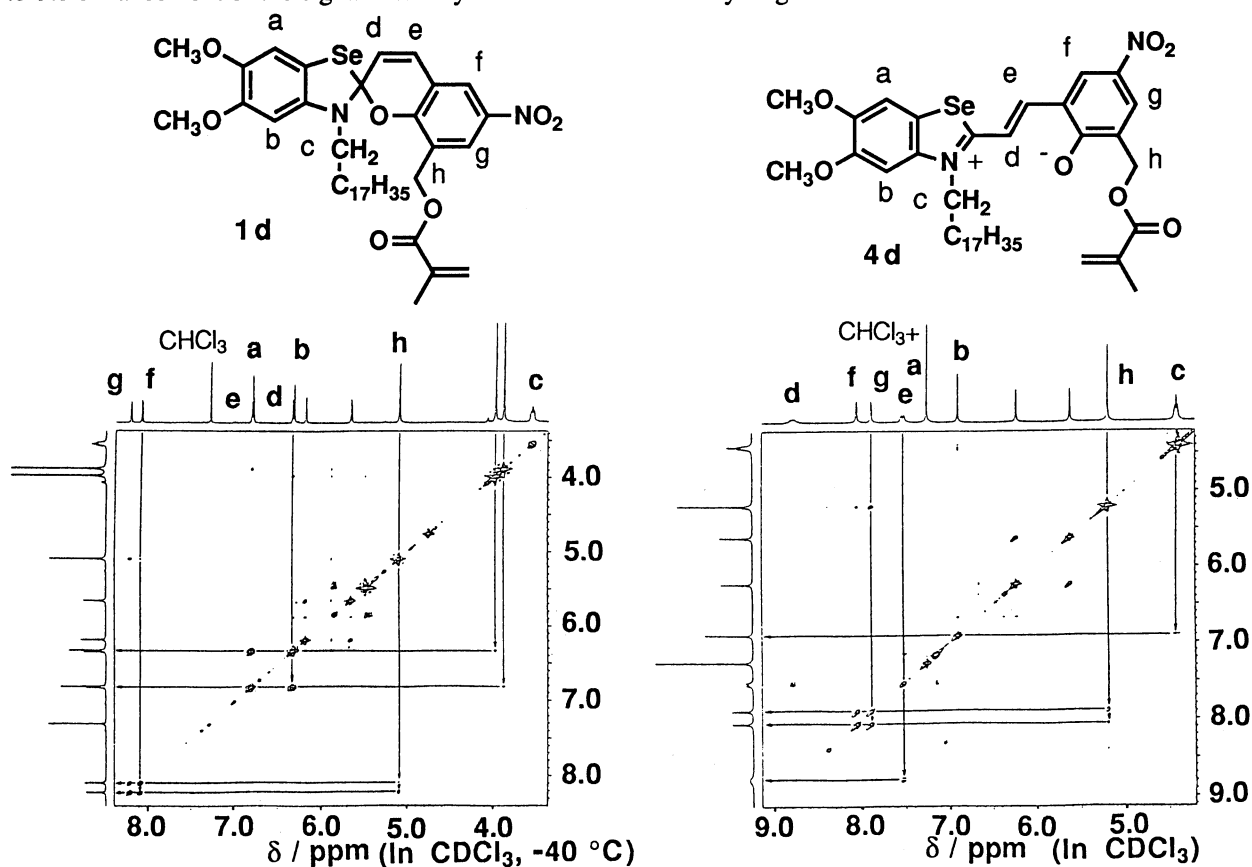 a
d
e
CH3O
Se
f
CH3O
N
O
NO2
b
c
CH2
g
C17H35
h
O
O
1d
f
NO2
a
e
CH3O
Se
g
CH3O
N
+
d
-
O
h
b
c
CH2
O
C17H35
O
4d
CHCl3
a
b
h
g
f
e
d
c
4.0
5.0
6.0
7.0
8.0
8.0 7.0 6.0 5.0 4.0
δ / ppm (In CDCl3, -40 °C)
CHCl3+
a
b
d
f
g
e
h
c
5.0
6.0
7.0
8.0
9.0
9.0 8.0 7.0 6.0 5.0
δ / ppm (In CDCl3)